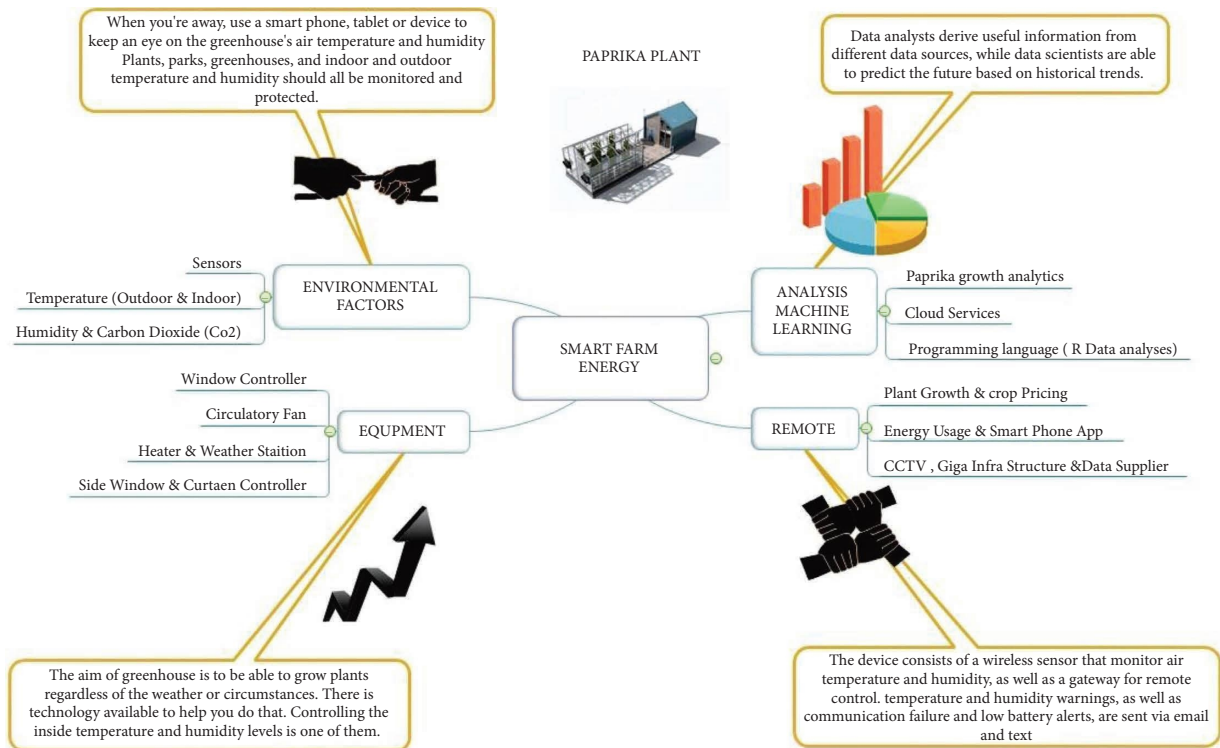 When you're away, use a smart phone, tablet or device to
keep an eye on the greenhouse's air temperature and humidity
Plants, parks, greenhouses, and indoor and outdoor
temperature and humidity should all be monitored and
protected.
PAPRIKA PLANT
Data analysts derive useful information from
different data sources, while data scientists are able
to predict the future based on historical trends.
Sensors
Temperature (Outdoor & Indoor)
Humidity & Carbon Dioxide (Co2)
ENVIRONMENTAL
FACTORS
SMART FARM
ENERGY
ANALYSIS
MACHINE
LEARNING
Paprika growth analytics
Cloud Services
Programming language ( R Data analyses)
Window Controller
Circulatory Fan
Heater & Weather Staition
Side Window & Curtaen Controller
EQUPMENT
REMOTE
Plant Growth & crop Pricing
Energy Usage & Smart Phone App
CCTV , Giga Infra Structure &Data Supplier
The aim of greenhouse is to be able to grow plants
regardless of the weather or circumstances. There is
technology available to help you do that. Controlling the
inside temperature and humidity levels is one of them.
The device consists of a wireless sensor that monitor air
temperature and humidity, as well as a gateway for remote
control. temperature and humidity warnings, as well as
communication failure and low battery alerts, are sent via email
and text